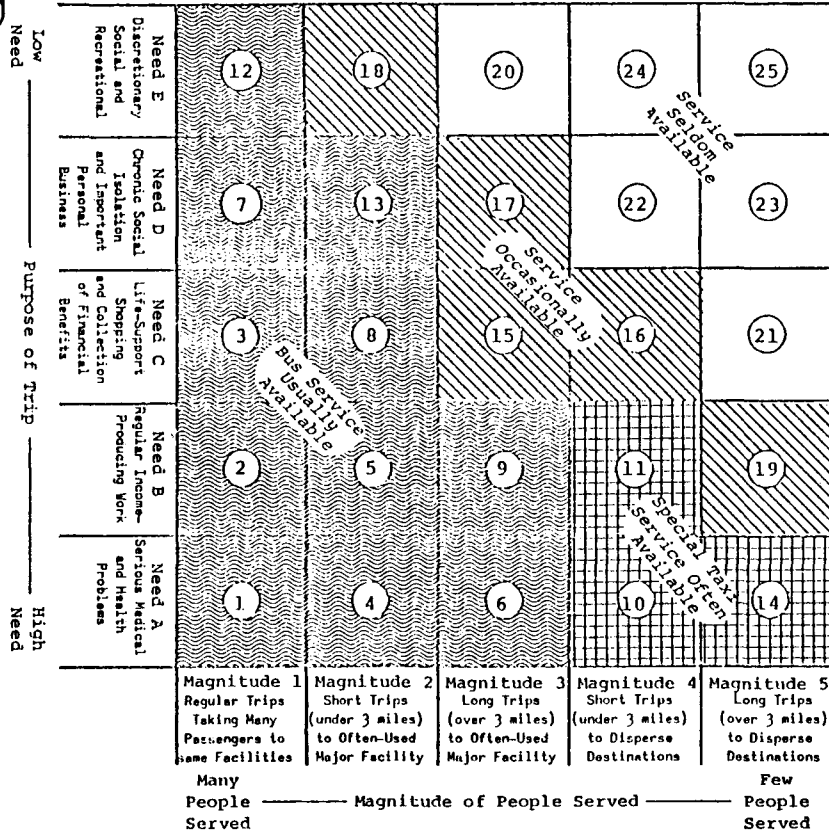 Low
Need
Purpose of Trip
High
Need
Need E
Discretionary
Social and
Recreational
12
18
20
24
25
Service
Seldom
Available
Need D
Chronic Social
Isolation
and Important
Personal
Business
7
13
17
22
23
Service
Occasionally
Available
Need C
Life-Support
Shopping
and Collection
of Financial
Benefits
3
8
15
16
21
Bus Service
Usually
Available
Need B
Regular Income-
Producing Work
2
5
9
11
19
Special Taxi
Service Often
Available
Need A
Serious Medical
and Health
Problems
1
4
6
10
14
Magnitude 1
Regular Trips
Taking Many
Passengers to
same Facilities
Magnitude 2
Short Trips
(under 3 miles)
to Often-Used
Major Facility
Magnitude 3
Long Trips
(over 3 miles)
to Often-Used
Major Facility
Magnitude 4
Short Trips
(under 3 miles)
to Disperse
Destinations
Magnitude 5
Long Trips
(over 3 miles)
to Disperse
Destinations
Many
People
Served
Magnitude of People Served
Few
People
Served